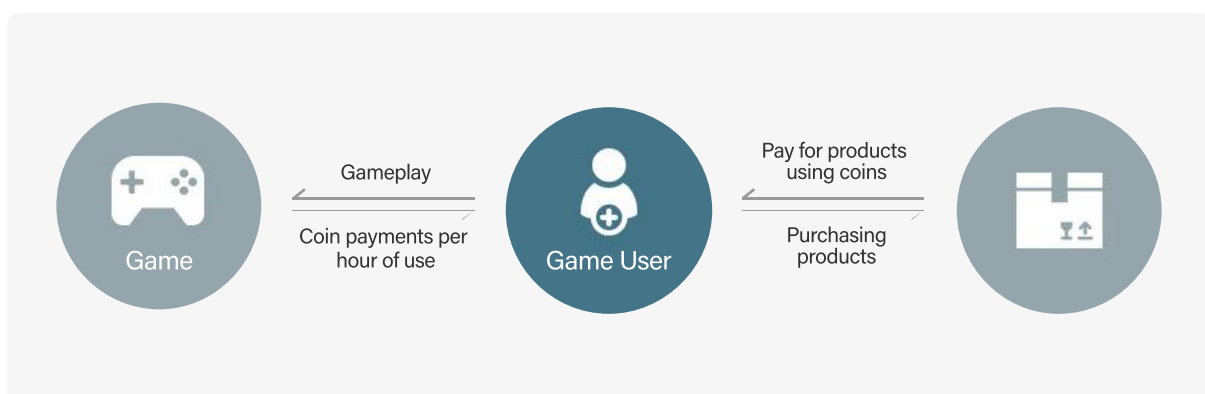 Game
Gameplay
Coin payments per
hour of use
Game User
Pay for products
using coins
Purchasing
products